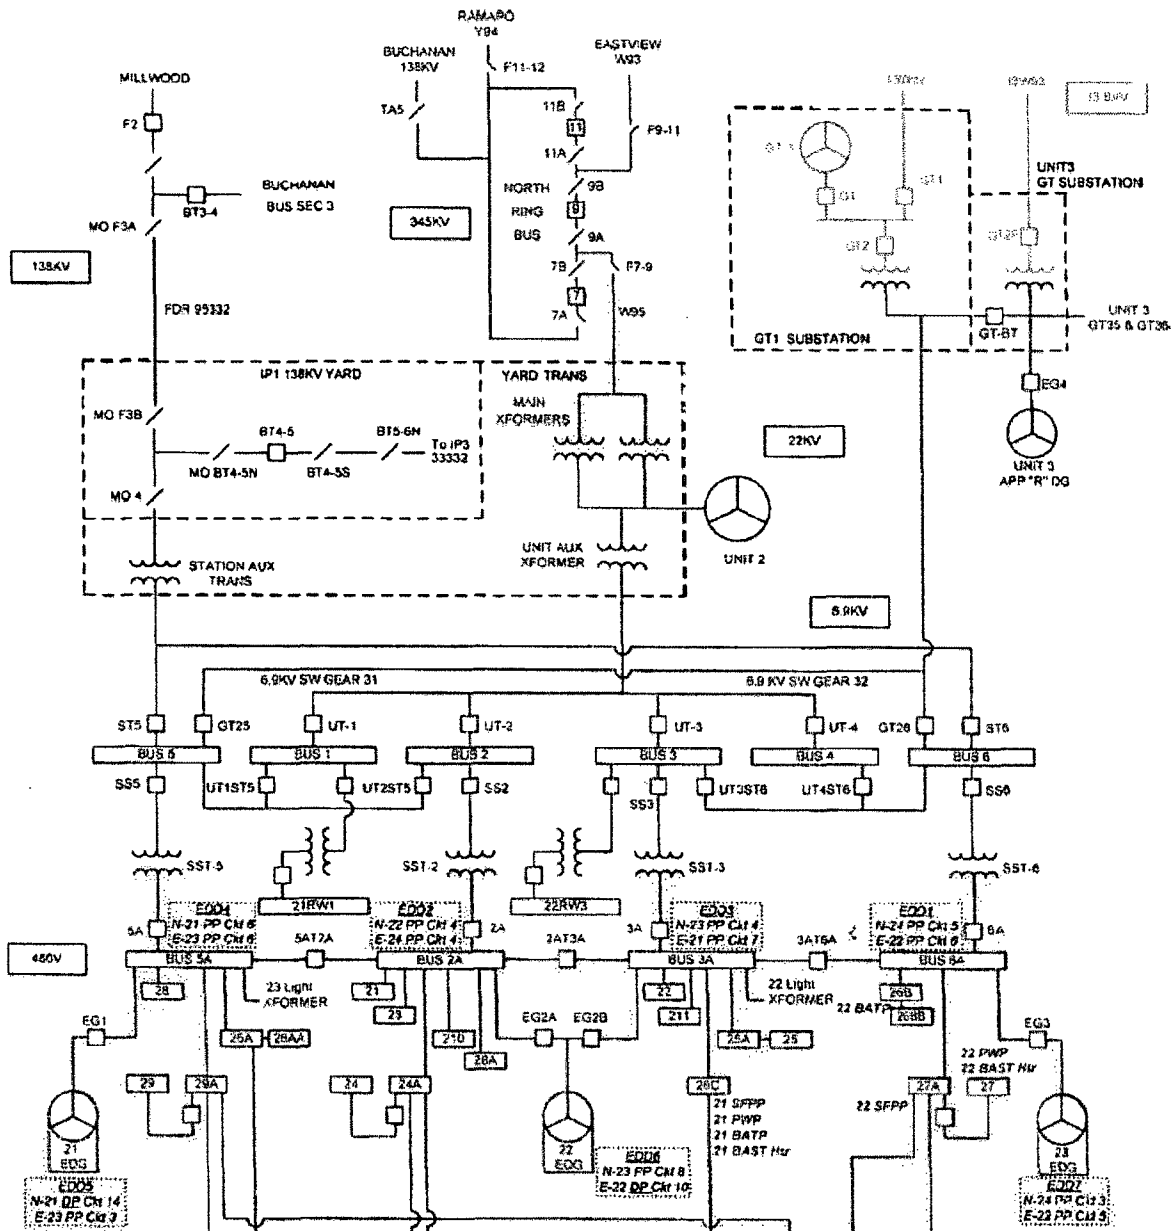 RAMAPO
Y94
BUCHANAN
138KV
EASTVIEW
W93
MILLWOOD
F11-12
TA5
11B
11
11A
F9-11
F2
BUCHANAN
BUS SEC 3
BT3-4
MO F3A
NORTH
RING
BUS
9B
9
9A
345KV
138KV
7B
F7-9
7
7A
W95
FDR 95332
13.8KV
UNIT3
GT SUBSTATION
GT1
GT1
GT2
GT-BT
UNIT 3
GT35 & GT36
GT1 SUBSTATION
EG4
UNIT 3
APP "R" DG
IP1 138KV YARD
YARD TRANS
MO F3B
MAIN
XFORMERS
BT4-5
BT5-6N
To IP3
33332
MO BT4-5N
BT4-5S
MO 4
22KV
UNIT 2
STATION AUX
TRANS
UNIT AUX
XFORMER
6.9KV
6.9KV SW GEAR 31
6.9 KV SW GEAR 32
ST5
GT25
UT-1
UT-2
UT-3
UT-4
GT26
ST6
BUS 5
BUS 1
BUS 2
BUS 3
BUS 4
BUS 6
SS5
UT1ST5
UT2ST5
SS2
SS3
UT3ST6
UT4ST6
SS6
SST-5
SST-2
SST-3
SST-6
21RW1
22RW3
EDD4
N-21 PP Ckt 6
E-23 PP Ckt 6
EDD2
N-22 PP Ckt 4
E-24 PP Ckt 4
EDD3
N-23 PP Ckt 4
E-21 PP Ckt 7
EDD1
N-24 PP Ckt 5
E-22 PP Ckt 6
5A
5AT2A
2A
2AT3A
3A
3AT6A
6A
480V
BUS 5A
BUS 2A
BUS 3A
BUS 6A
28
23 Light
XFORMER
21
23
22
211
22 Light
XFORMER
26B
22 BATP
26BB
EG1
26A
26AA
210
28A
EG2A
EG2B
25A
25
EG3
29
29A
24
24A
26C
21 SFPP
21 PWP
21 BATP
21 BAST Htr
22 SFPP
27A
27
22 PWP
22 BAST Htr
21
EDG
22
EDG
23
EDG
EDD5
N-21 DP Ckt 14
E-23 PP Ckt 3
EDD6
N-23 PP Ckt 8
E-22 DP Ckt 10
EDD7
N-24 PP Ckt 3
E-22 PP Ckt 5